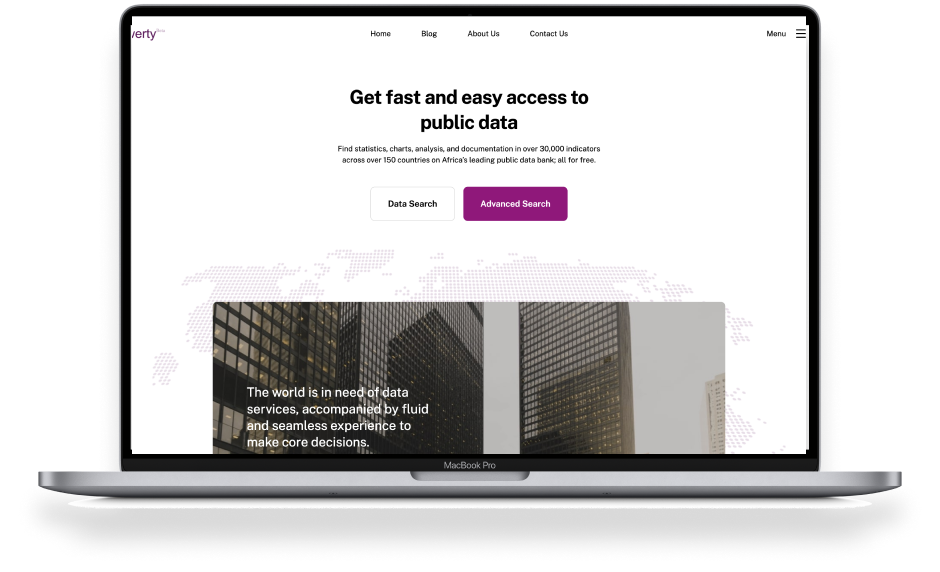 verty Beta
Home
Blog
About Us
Contact Us
Menu
Get fast and easy access to
public data
Find statistics, charts, analysis, and documentation in over 30,000 indicators
across over 150 countries on Africa's leading public data bank; all for free.
Data Search
Advanced Search
The world is in need of data
services, accompanied by fluid
and seamless experience to
make core decisions.
MacBook Pro